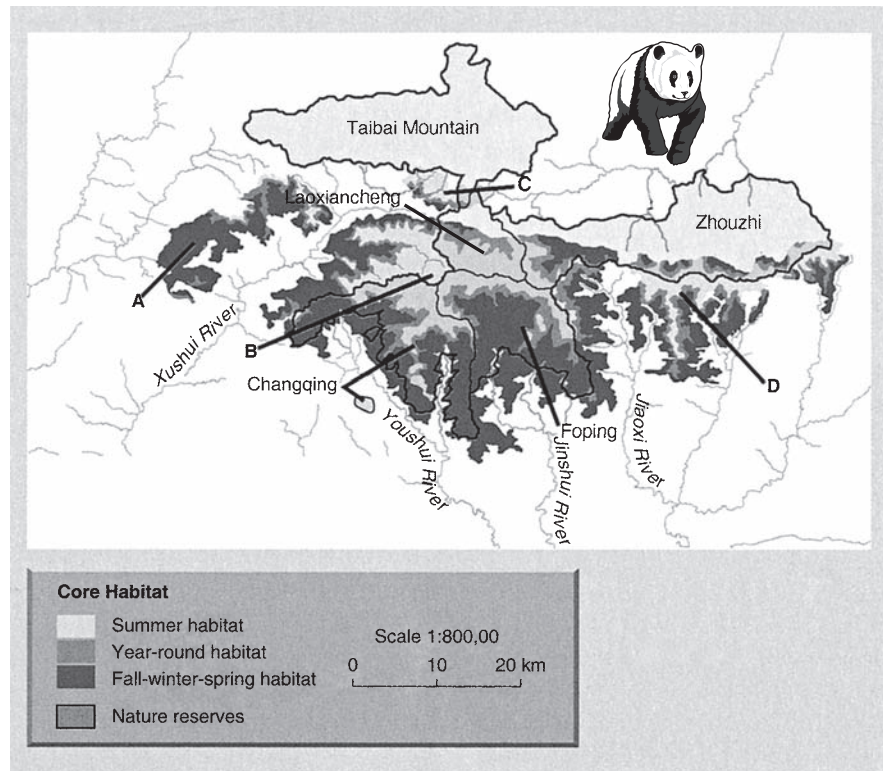 Taibai Mountain
C
Laoxiancheng
Zhouzhi
A
Xushui River
B
Changqing
D
Foping
Youshui River
Jinshui River
Jiaoxi River
Core Habitat
Summer habitat
Year-round habitat
Fall-winter-spring habitat
Nature reserves
Scale 1:800,00
0 10 20 km